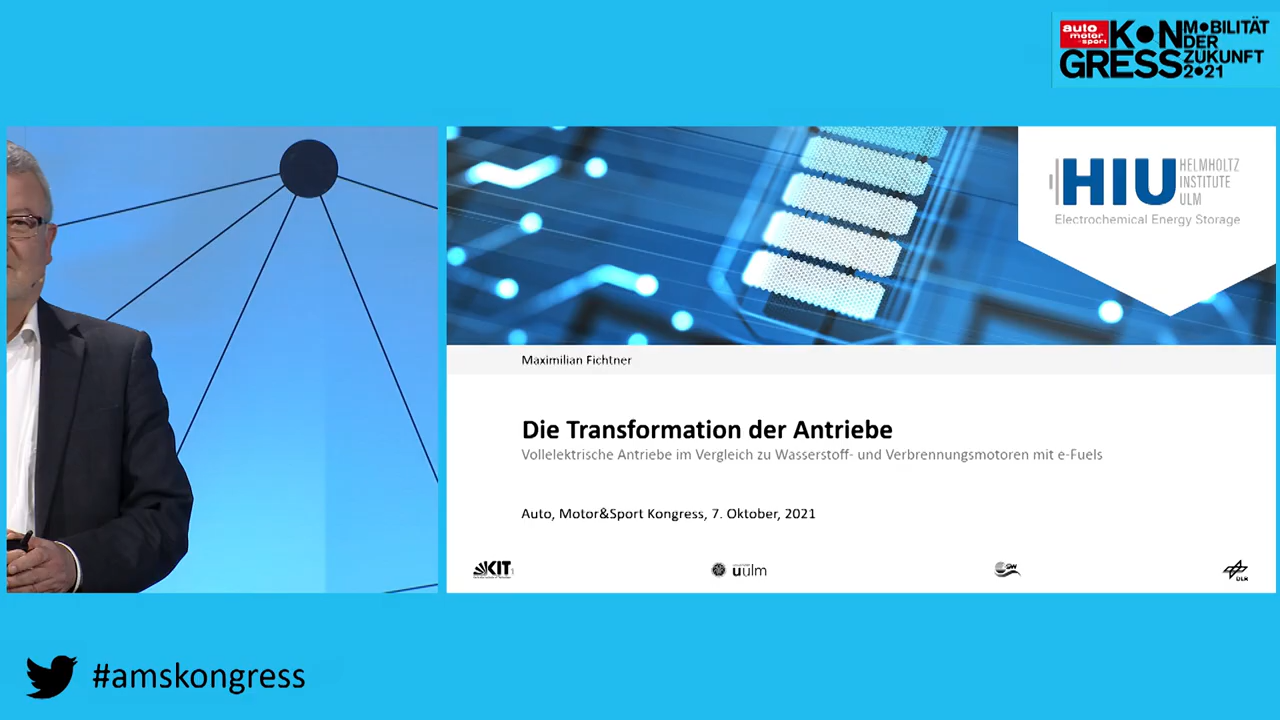 auto motor sport
KONGRESS
MOBILITÄT
DER
ZUKUNFT
2021
HIU
HELMHOLTZ
INSTITUTE
ULM
Electrochemical Energy Storage
Maximilian Fichtner
Die Transformation der Antriebe
Vollelektrische Antriebe im Vergleich zu Wasserstoff- und Verbrennungsmotoren mit e-Fuels
Auto, Motor&Sport Kongress, 7. Oktober, 2021
KIT
uulm
DLR
#amskongress